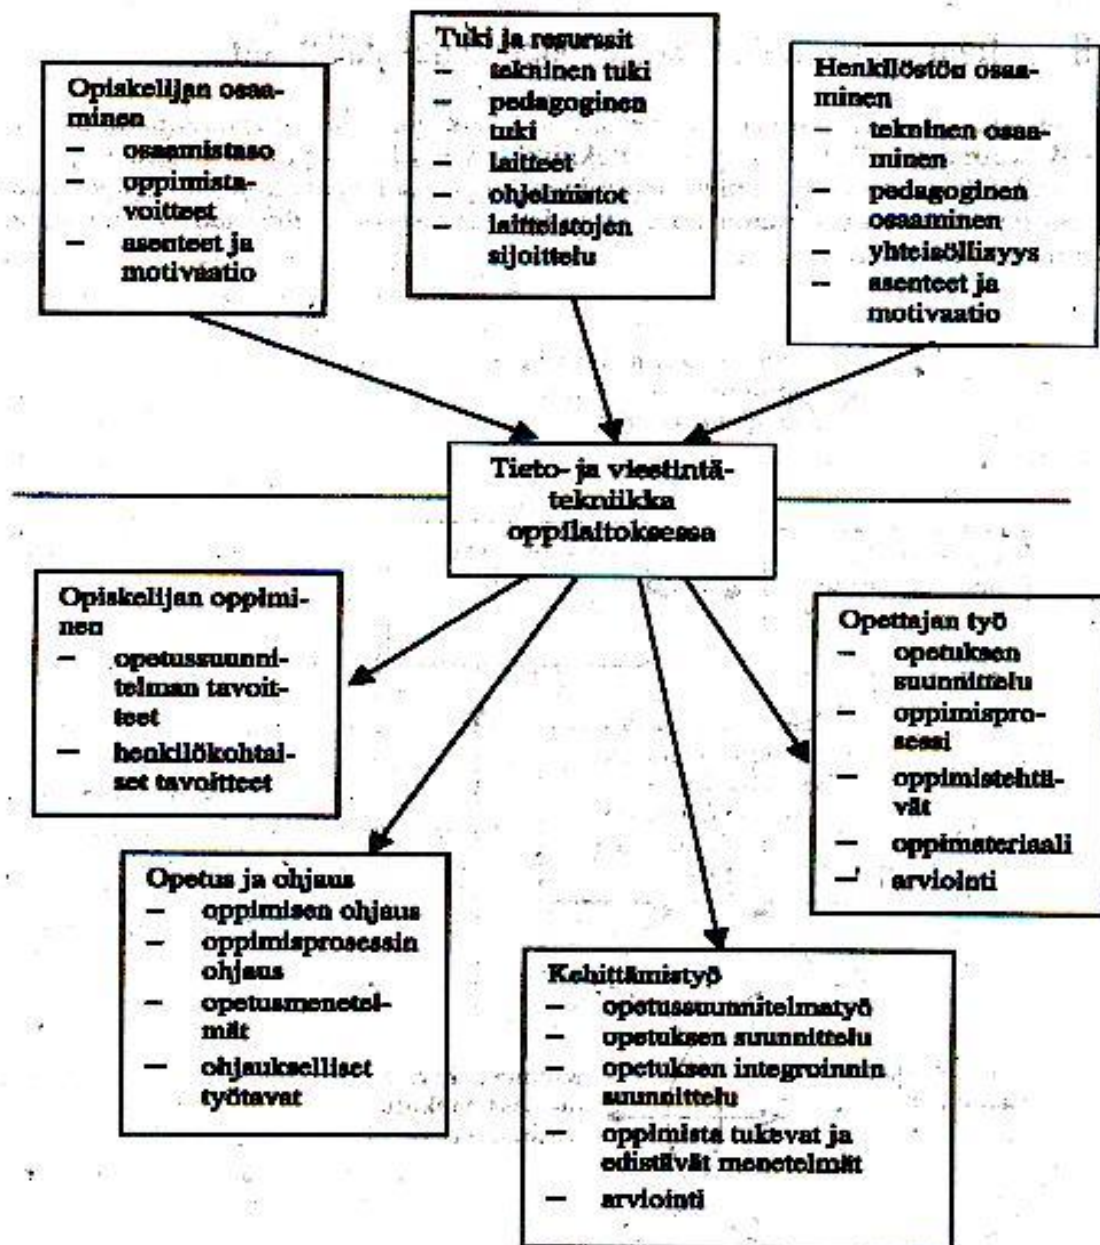 Opiskelijan osaa-
minen
– osaamistaso
– oppimista-
voitteet
– asenteet ja
motivaatio
Tuki ja resurssit
– tekninen tuki
– pedagoginen
tuki
– laitteet
– ohjelmistot
– laitteistojen
sijoittelu
Henkilöstön osaa-
minen
– tekninen osaa-
minen
– pedagoginen
osaaminen
– yhteisöllisyys
– asenteet ja
motivaatio
Tieto- ja viestintä-
tekniikka
oppilaitoksessa
Opiskelijan oppimi-
nen
– opetussuunni-
telman tavoit-
teet
– henkilökohtai-
set tavoitteet
Opetus ja ohjaus
– oppimisen ohjaus
– oppimisprosessin
ohjaus
– opetusmenetel-
mät
– ohjaukselliset
työtavat
Kehittämistyö
– opetussuunnitelmatyö
– opetuksen suunnittelu
– opetuksen integroinnin
suunnittelu
– oppimista tukevat ja
edistävät menetelmät
– arviointi
Opettajan työ
– opetuksen
suunnittelu
– oppimispro-
sessi
– oppimistehtä-
vät
– oppimateriaali
– arviointi